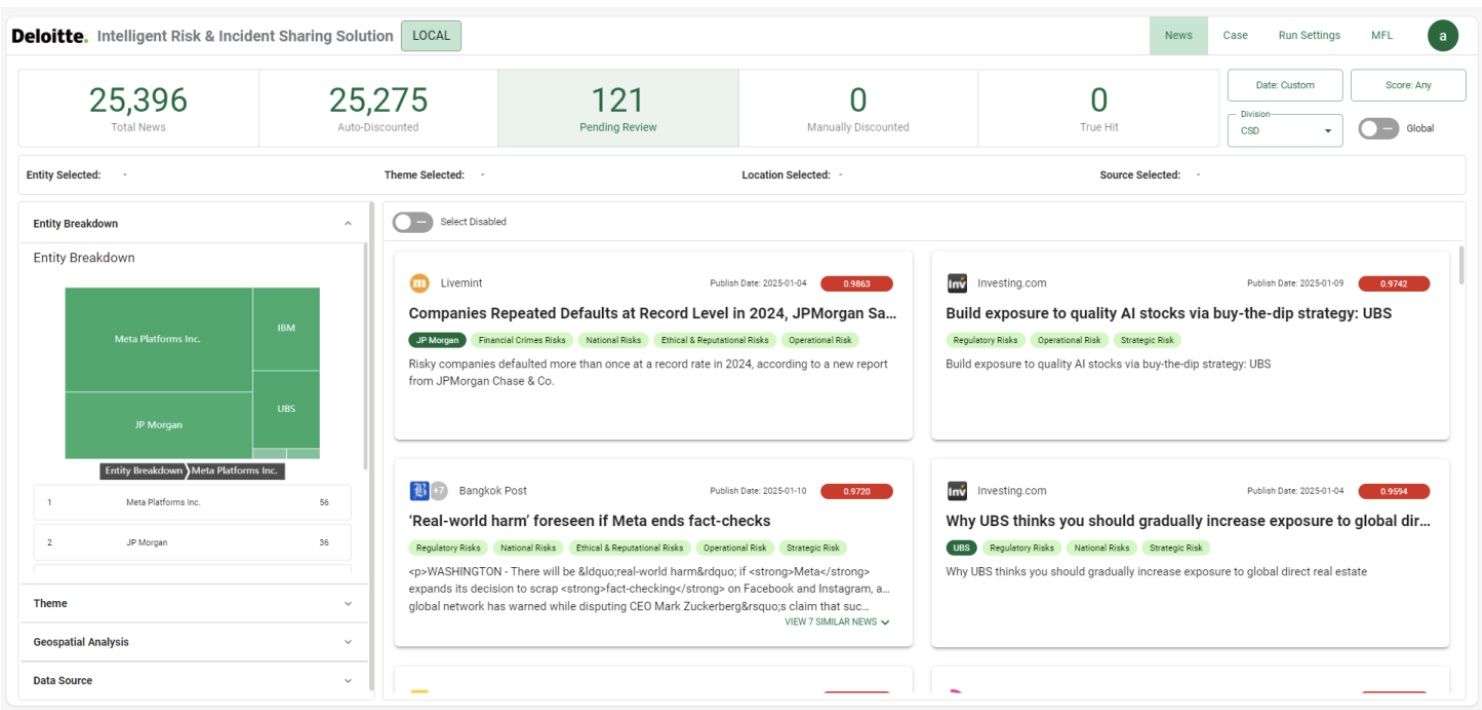 Deloitte. Intelligent Risk & Incident Sharing Solution LOCAL
News Case Run Settings MFL a
25,396
Total News
25,275
Auto-Discounted
121
Pending Review
0
Manually Discounted
0
True Hit
Date: Custom
Score: Any
Division
CSD
Global
Entity Selected: -
Theme Selected: -
Location Selected: -
Source Selected: -
Entity Breakdown
Entity Breakdown
Meta Platforms Inc.
IBM
JP Morgan
UBS
Entity Breakdown Meta Platforms Inc.
1 Meta Platforms Inc. 56
2 JP Morgan 36
Theme
Geospatial Analysis
Data Source
Select Disabled
m Livemint Publish Date: 2025-01-04 0.9863
Companies Repeated Defaults at Record Level in 2024, JPMorgan Sa...
JP Morgan Financial Crimes Risks National Risks Ethical & Reputational Risks Operational Risk
Risky companies defaulted more than once at a record rate in 2024, according to a new report
from JPMorgan Chase & Co.
Inv Investing.com Publish Date: 2025-01-09 0.9742
Build exposure to quality AI stocks via buy-the-dip strategy: UBS
Regulatory Risks Operational Risk Strategic Risk
Build exposure to quality AI stocks via buy-the-dip strategy: UBS
B +7 Bangkok Post Publish Date: 2025-01-10 0.9720
‘Real-world harm’ foreseen if Meta ends fact-checks
Regulatory Risks National Risks Ethical & Reputational Risks Operational Risk Strategic Risk
<p>WASHINGTON - There will be &ldquo;real-world harm&rdquo; if <strong>Meta</strong>
expands its decision to scrap <strong>fact-checking</strong> on Facebook and Instagram, a...
global network has warned while disputing CEO Mark Zuckerberg&rsquo;s claim that suc...
VIEW 7 SIMILAR NEWS
Inv Investing.com Publish Date: 2025-01-04 0.9594
Why UBS thinks you should gradually increase exposure to global dir...
UBS Regulatory Risks National Risks Strategic Risk
Why UBS thinks you should gradually increase exposure to global direct real estate